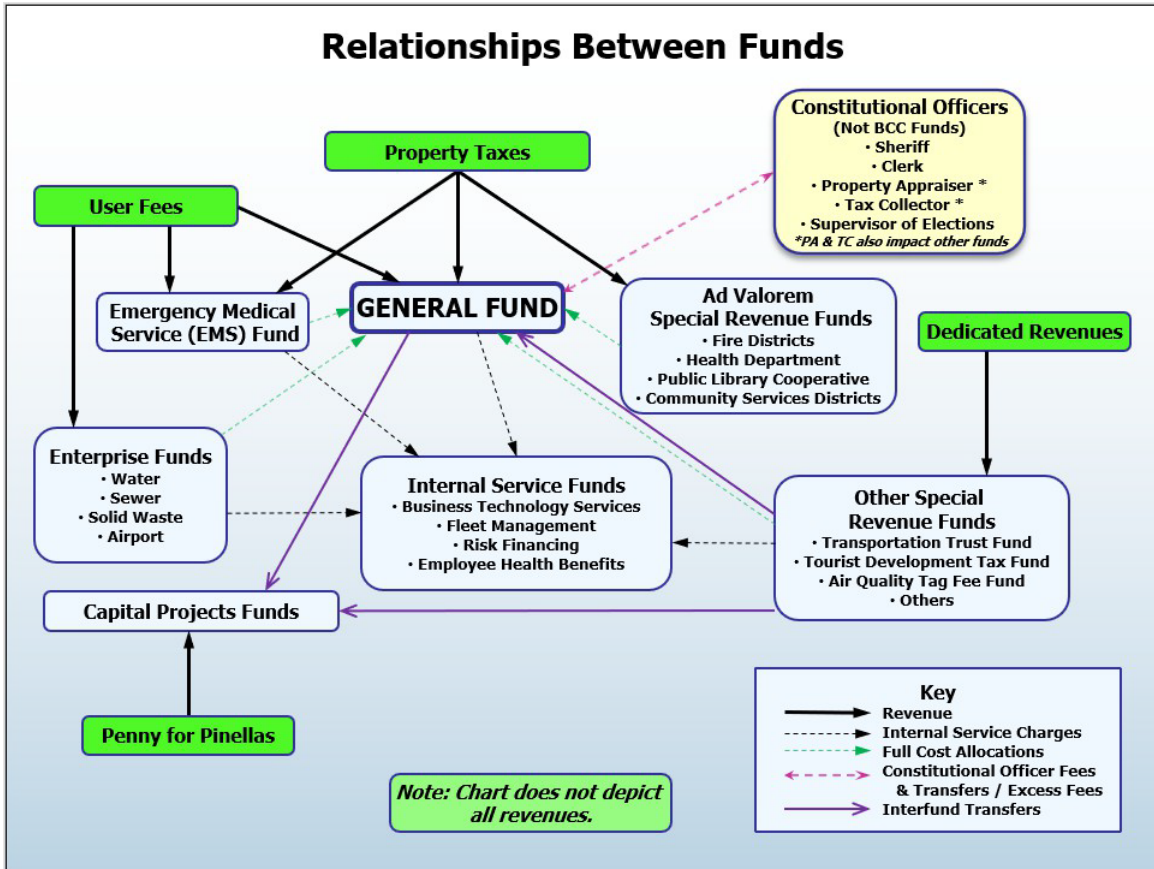 Relationships Between Funds
Constitutional Officers
(Not BCC Funds)
• Sheriff
• Clerk
• Property Appraiser *
• Tax Collector *
• Supervisor of Elections
*PA & TC also impact other funds
Property Taxes
User Fees
Emergency Medical
Service (EMS) Fund
GENERAL FUND
Ad Valorem
Special Revenue Funds
• Fire Districts
• Health Department
• Public Library Cooperative
• Community Services Districts
Dedicated Revenues
Enterprise Funds
• Water
• Sewer
• Solid Waste
• Airport
Internal Service Funds
• Business Technology Services
• Fleet Management
• Risk Financing
• Employee Health Benefits
Other Special
Revenue Funds
• Transportation Trust Fund
• Tourist Development Tax Fund
• Air Quality Tag Fee Fund
• Others
Capital Projects Funds
Penny for Pinellas
Note: Chart does not depict
all revenues.
Key
Revenue
Internal Service Charges
Full Cost Allocations
Constitutional Officer Fees
& Transfers / Excess Fees
Interfund Transfers